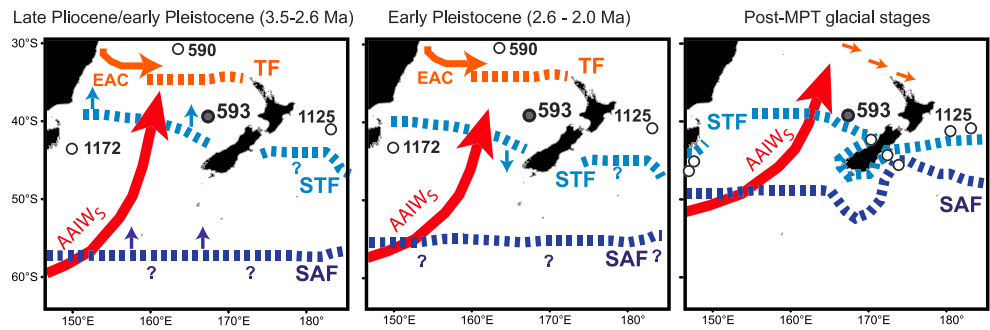 Late Pliocene/early Pleistocene (3.5-2.6 Ma)
Early Pleistocene (2.6 - 2.0 Ma)
Post-MPT glacial stages
30°S
40°S
50°S
60°S
590
EAC
TF
593
1125
1172
?
STF
AAIWs
?
?
SAF
150°E
160°E
170°E
180°
590
EAC
TF
593
1125
1172
?
STF
AAIWs
?
?
SAF
?
150°E
160°E
170°E
180°
593
1125
STF
AAIWs
SAF
150°E
160°E
170°E
180°